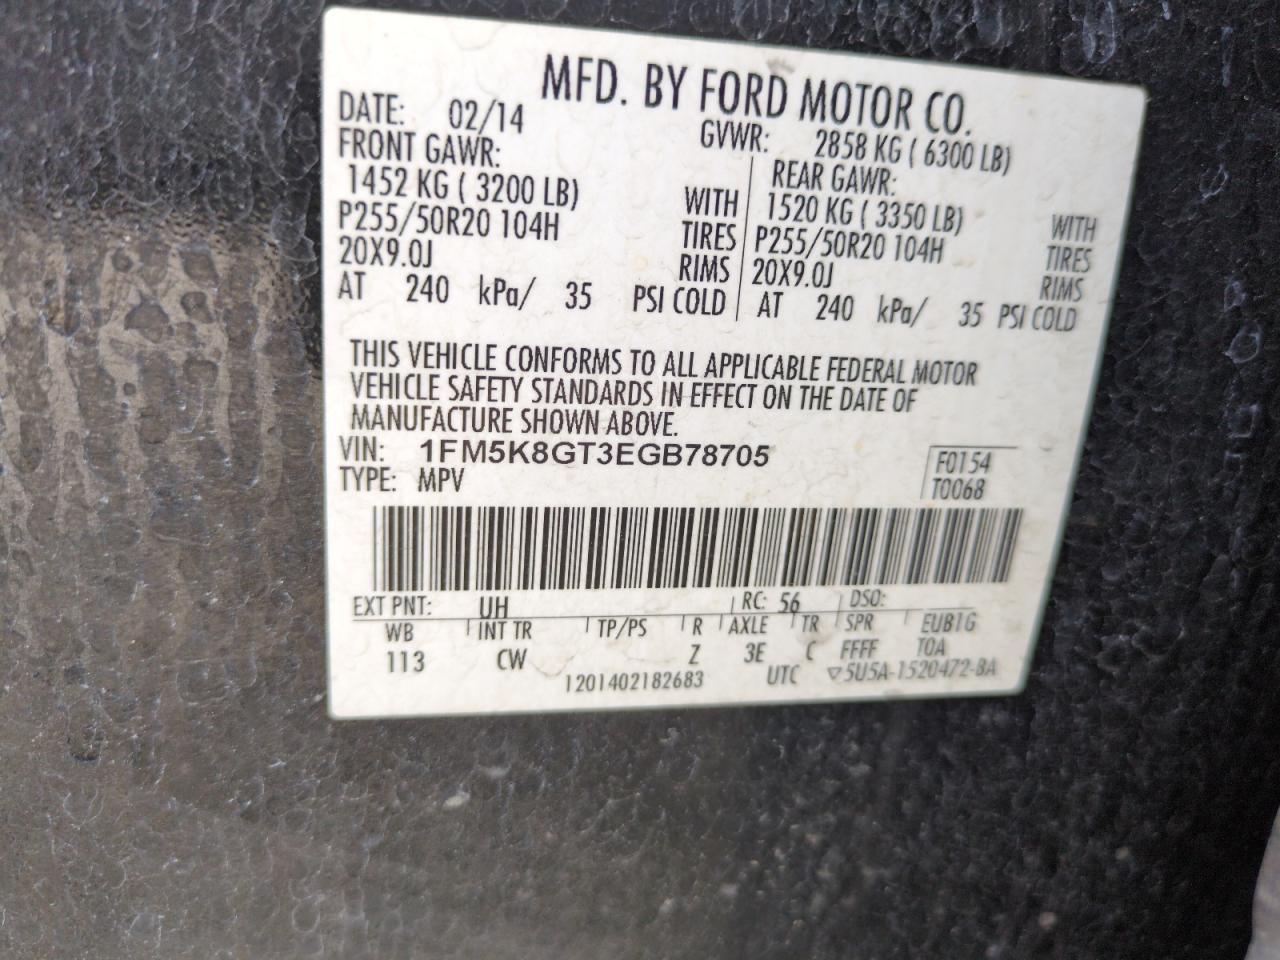 MFD. BY FORD MOTOR CO.
DATE: 02/14 GVWR: 2858 KG ( 6300 LB)
FRONT GAWR: REAR GAWR:
1452 KG ( 3200 LB) WITH 1520 KG ( 3350 LB) WITH
P255/50R20 104H TIRES P255/50R20 104H TIRES
20X9.0J RIMS 20X9.0J RIMS
AT 240 kPa/ 35 PSI COLD AT 240 kPa/ 35 PSI COLD
THIS VEHICLE CONFORMS TO ALL APPLICABLE FEDERAL MOTOR
VEHICLE SAFETY STANDARDS IN EFFECT ON THE DATE OF
MANUFACTURE SHOWN ABOVE.
VIN: 1FM5K8GT3EGB78705 F0154
TYPE: MPV T0068
EXT PNT: UH RC: 56 DSO:
WB INT TR TP/PS R AXLE TR SPR EUB1G
113 CW Z 3E C FFFF TOA
1201402182683 UTC ▽5U5A-1520472-BA